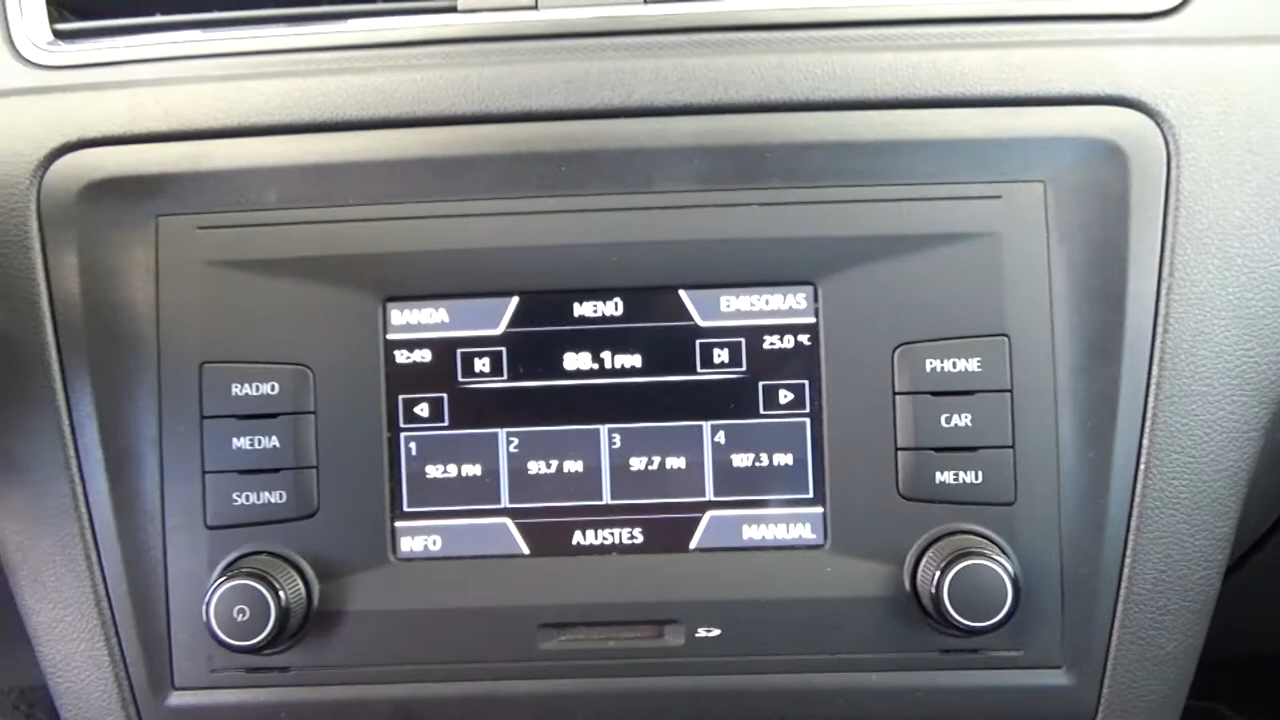 BANDA MENÚ EMISORAS
12:49 88.1 FM 25.0 °C
1 2 3 4
92.9 FM 93.7 FM 97.7 FM 107.3 FM
INFO AJUSTES MANUAL
RADIO
MEDIA
SOUND
PHONE
CAR
MENU
SD